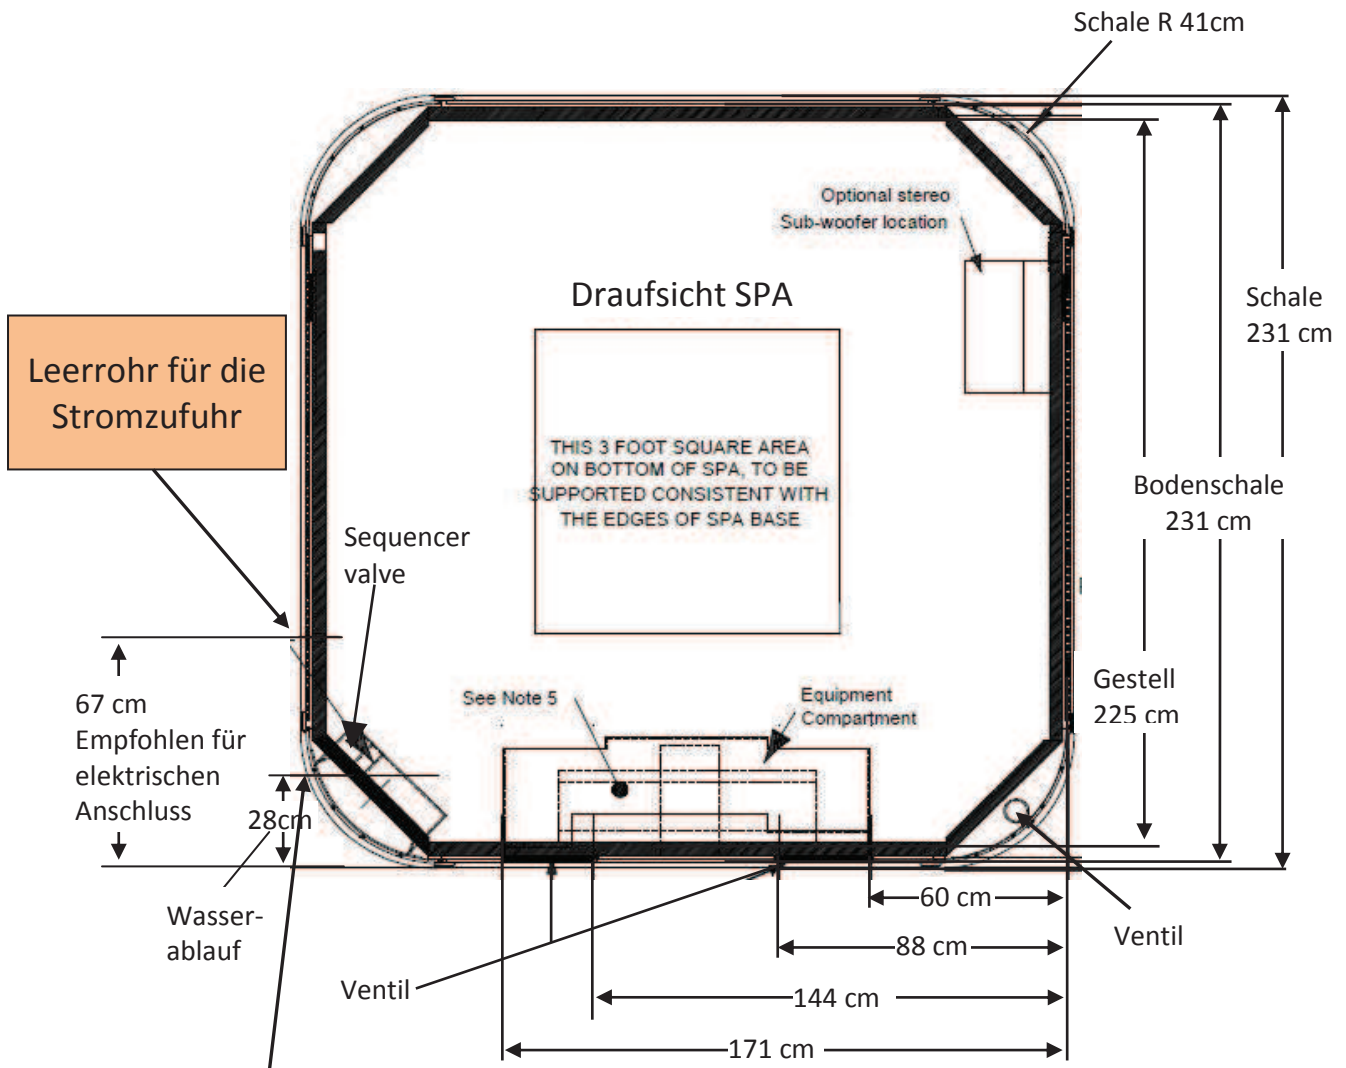 Schale R 41cm
Optional stereo
Sub-woofer location
Draufsicht SPA
Schale
231 cm
Leerrohr für die
Stromzufuhr
THIS 3 FOOT SQUARE AREA
ON BOTTOM OF SPA, TO BE
SUPPORTED CONSISTENT WITH
THE EDGES OF SPA BASE
Bodenschale
231 cm
Sequencer
valve
67 cm
Empfohlen für
elektrischen
Anschluss
See Note 5
Equipment
Compartment
Gestell
225 cm
28cm
Wasser-
ablauf
Ventil
60 cm
88 cm
Ventil
144 cm
171 cm